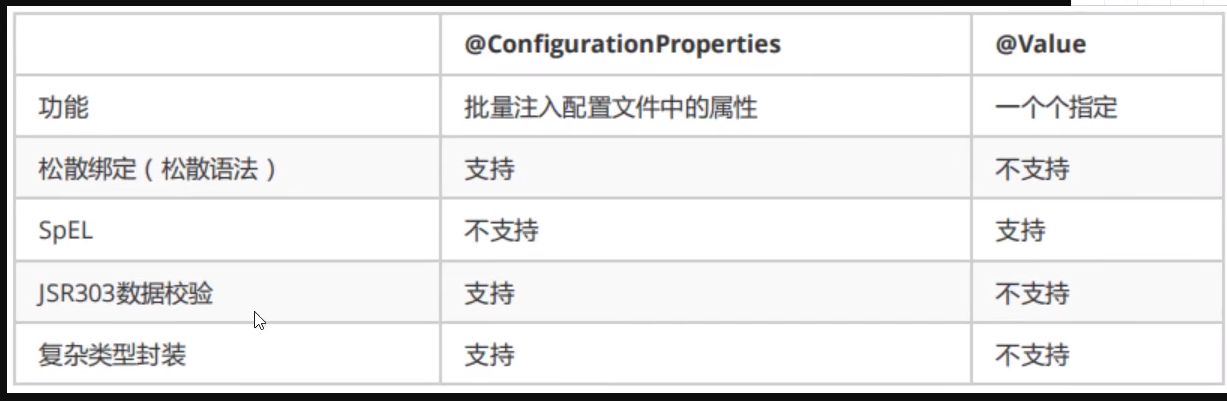 @ConfigurationProperties @Value
功能 批量注入配置文件中的属性 一个个指定
松散绑定（松散语法） 支持 不支持
SpEL 不支持 支持
JSR303数据校验 支持 不支持
复杂类型封装 支持 不支持